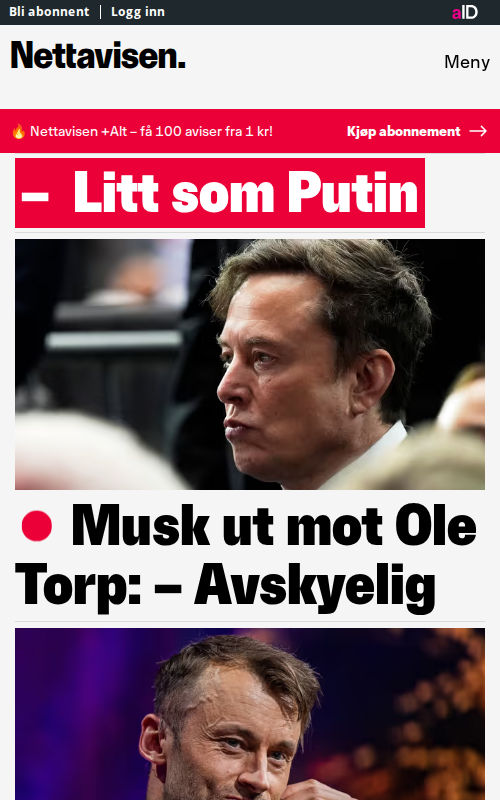 Bli abonnent | Logg inn
aID
Nettavisen.
Meny
🔥 Nettavisen +Alt – få 100 aviser fra 1 kr!
Kjøp abonnement →
– Litt som Putin
Musk ut mot Ole
Torp: – Avskyelig